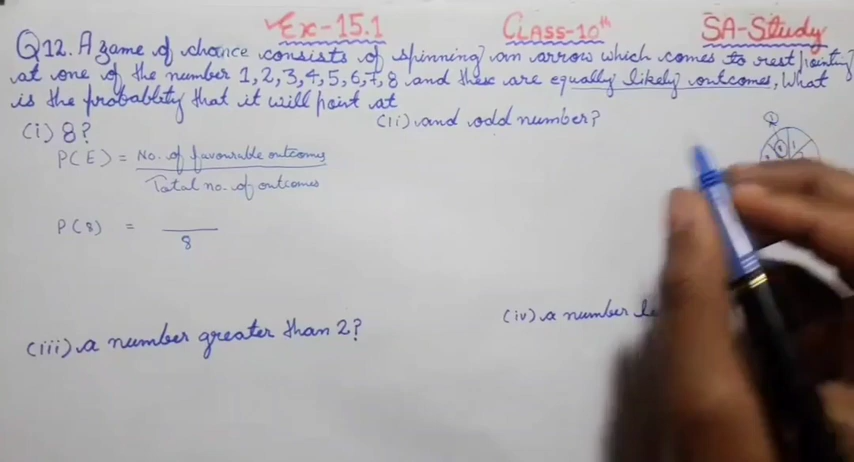 Ex-15.1 CLASS-10th SA-Study
Q12. A game of chance consists of spinning an arrow which comes to rest pointing
at one of the number 1, 2, 3, 4, 5, 6, 7, 8 and these are equally likely outcomes, What
is the probablity that it will point at
(i) 8? (ii) and odd number?
P(E) = No. of favourable outcomes
Total no. of outcomes
P(8) =
8
(iii) a number greater than 2? (iv) a number